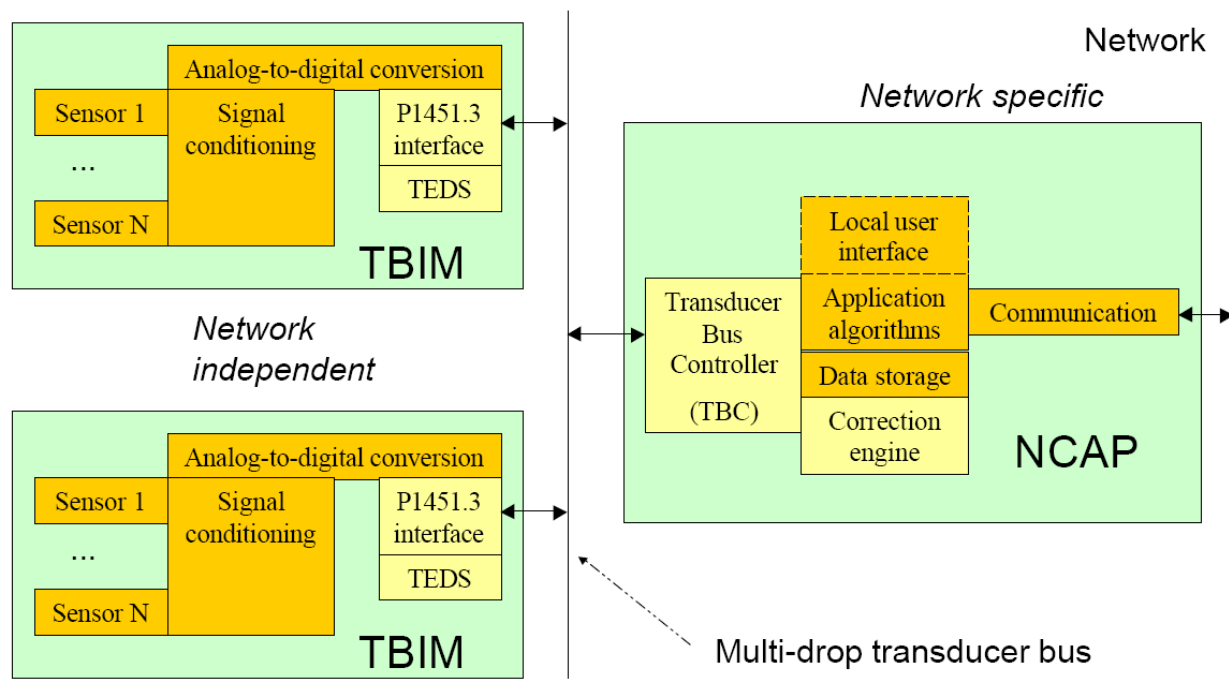 Analog-to-digital conversion
Sensor 1
...
Sensor N
Signal
conditioning
P1451.3
interface
TEDS
TBIM
Network
independent
Analog-to-digital conversion
Sensor 1
...
Sensor N
Signal
conditioning
P1451.3
interface
TEDS
TBIM
Network
Network specific
Local user
interface
Transducer
Bus
Controller
(TBC)
Application
algorithms
Communication
Data storage
Correction
engine
NCAP
Multi-drop transducer bus